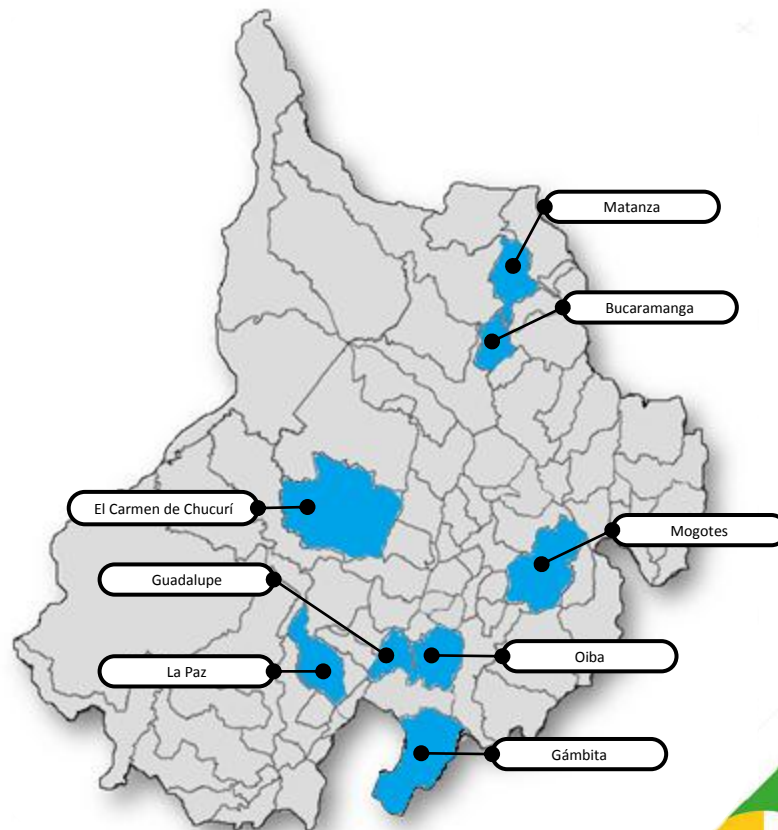 Matanza
Bucaramanga
El Carmen de Chucurí
Mogotes
Guadalupe
Oiba
La Paz
Gámbita